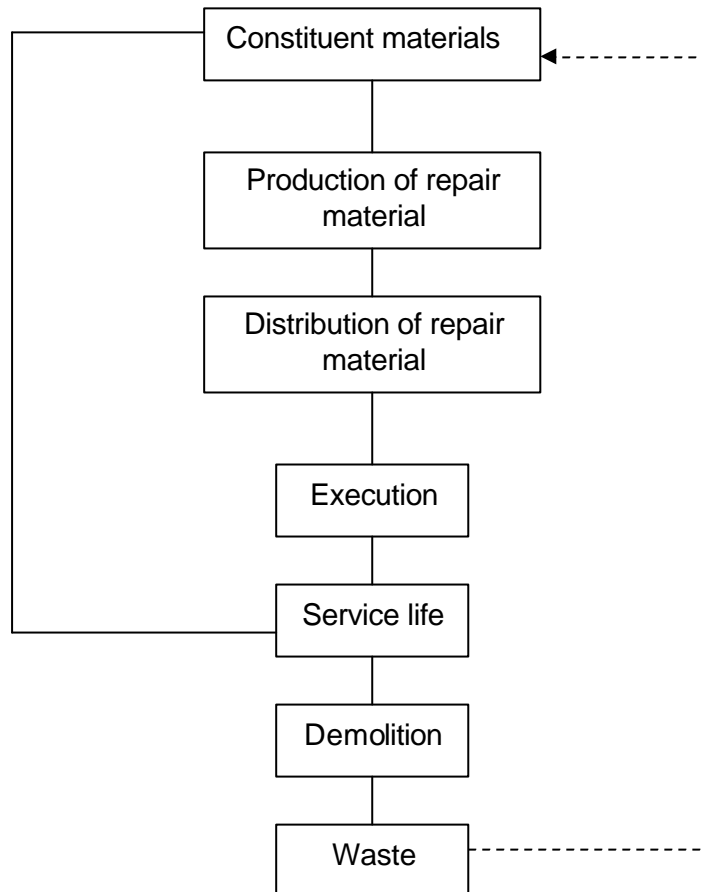 Constituent materials
Production of repair
material
Distribution of repair
material
Execution
Service life
Demolition
Waste